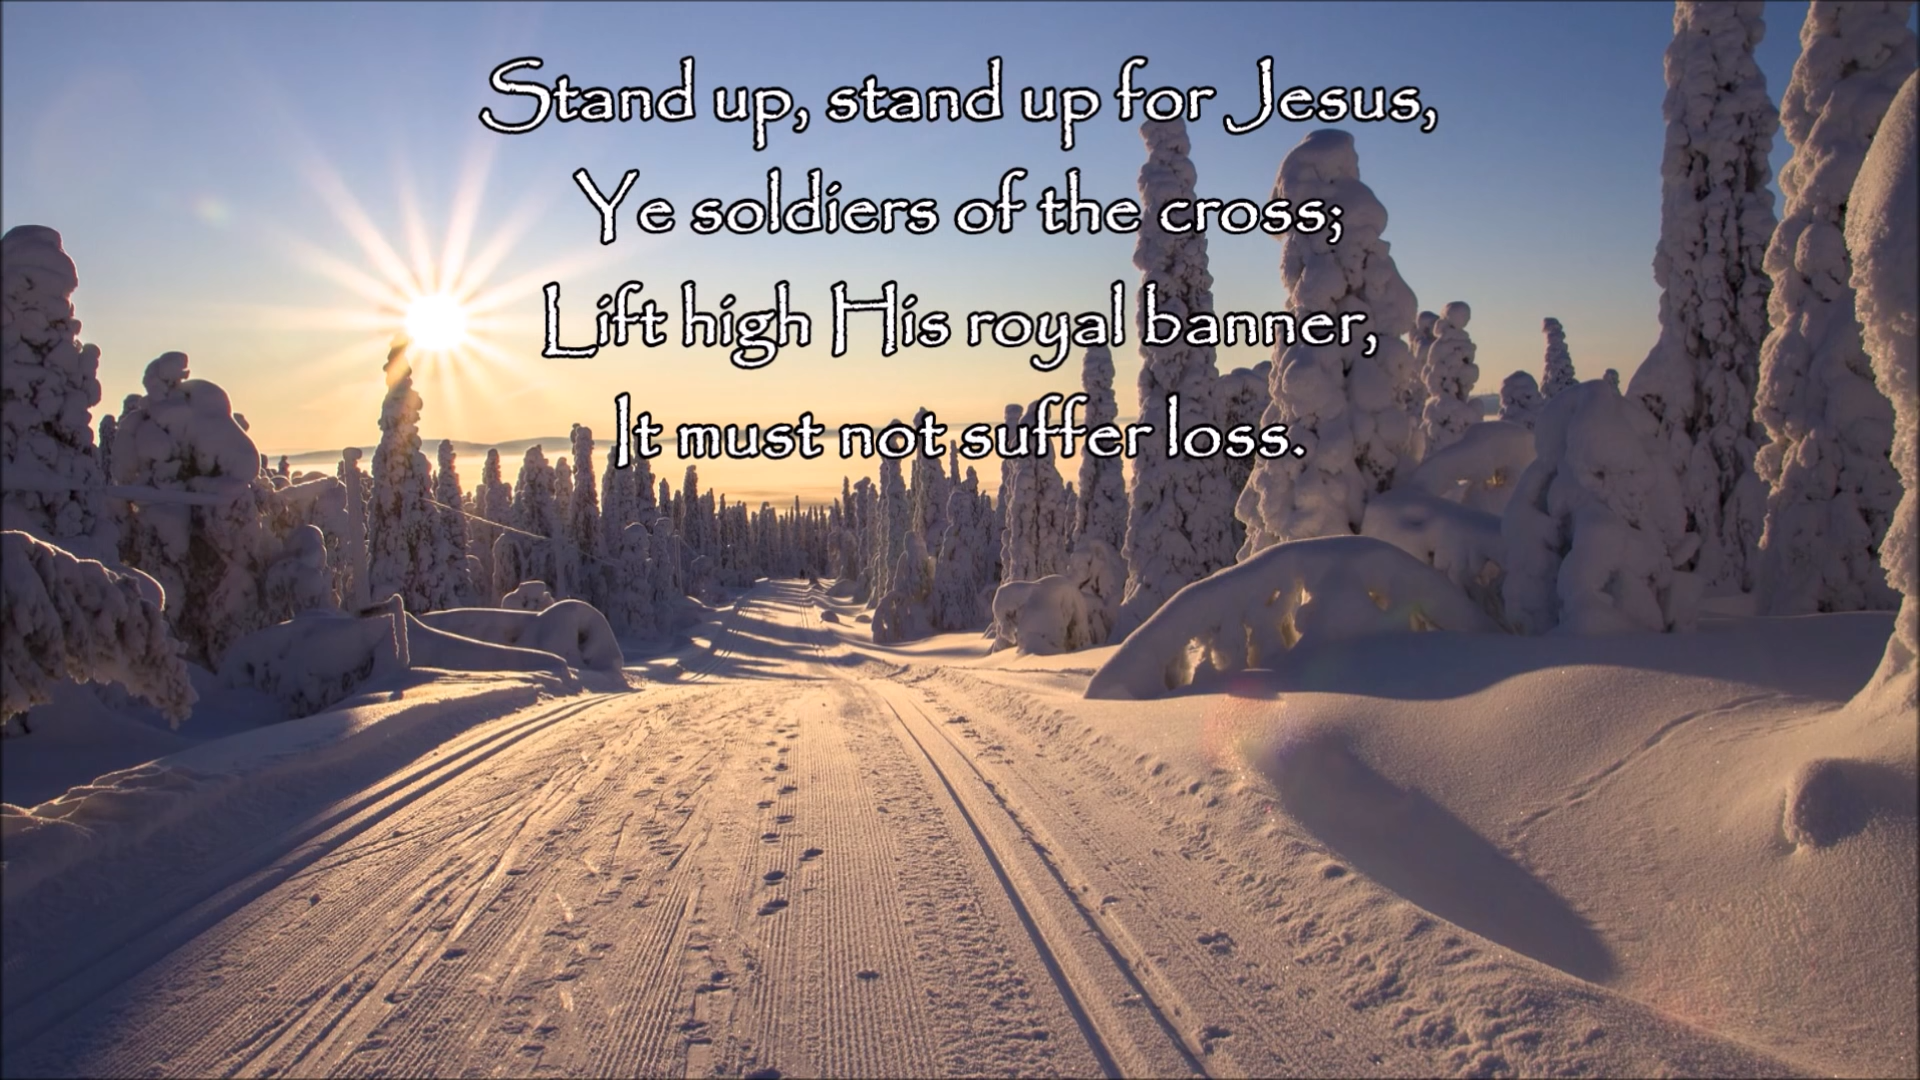 Stand up, stand up for Jesus,
Ye soldiers of the cross;
Lift high His royal banner,
It must not suffer loss.